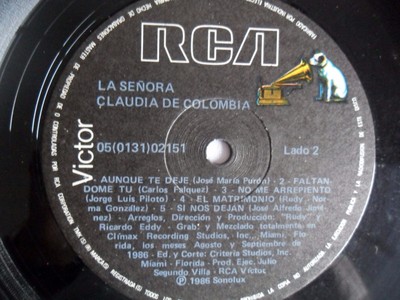 RCA
LA SEÑORA
CLAUDIA DE COLOMBIA
Victor
05(0131)02151
Lado 2
1 - AUNQUE TE DEJE (José María Purón) - 2 - FALTAN-
DOME TU (Carlos Palquez) - 3 - NO ME ARREPIENTO
(Jorge Luis Piloto) - 4 - EL MATRIMONIO (Rudy - Nor-
ma González) - 5 - SI NOS DEJAN (José Alfredo Jimé-
nez) - Arreglos, Dirección y Producción: "Rudy" y
Ricardo Eddy - Grab: y Mezclado totalmente en
Climax Recording Studios, Inc., Miami, Flo-
rida, los meses Agosto y Septiembre de
1986 - Ed. y Corte: Criteria Studios, Inc.
Miami - Florida - Prod. Ejec. Julio
Segundo Villa - RCA Víctor
Ⓟ 1986 Sonolux